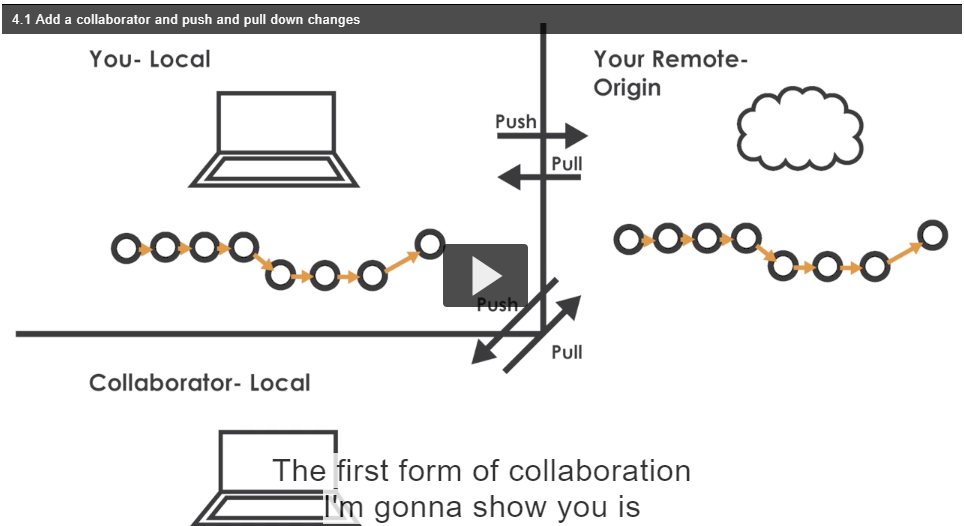 4.1 Add a collaborator and push and pull down changes
You- Local
Your Remote-
Origin
Push
Pull
Push
Pull
Collaborator- Local
The first form of collaboration
I'm gonna show you is